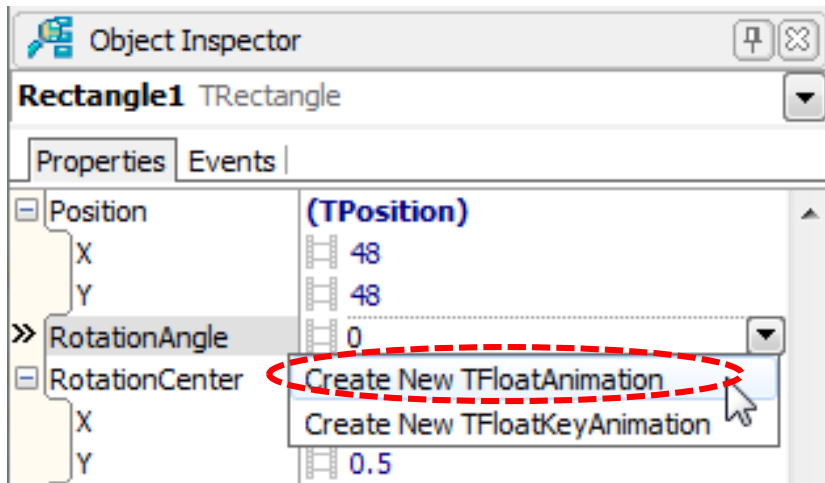 Object Inspector
Rectangle1 TRectangle
Properties Events
Position (TPosition)
X 48
Y 48
RotationAngle 0
RotationCenter Create New TFloatAnimation
X Create New TFloatKeyAnimation
Y 0.5